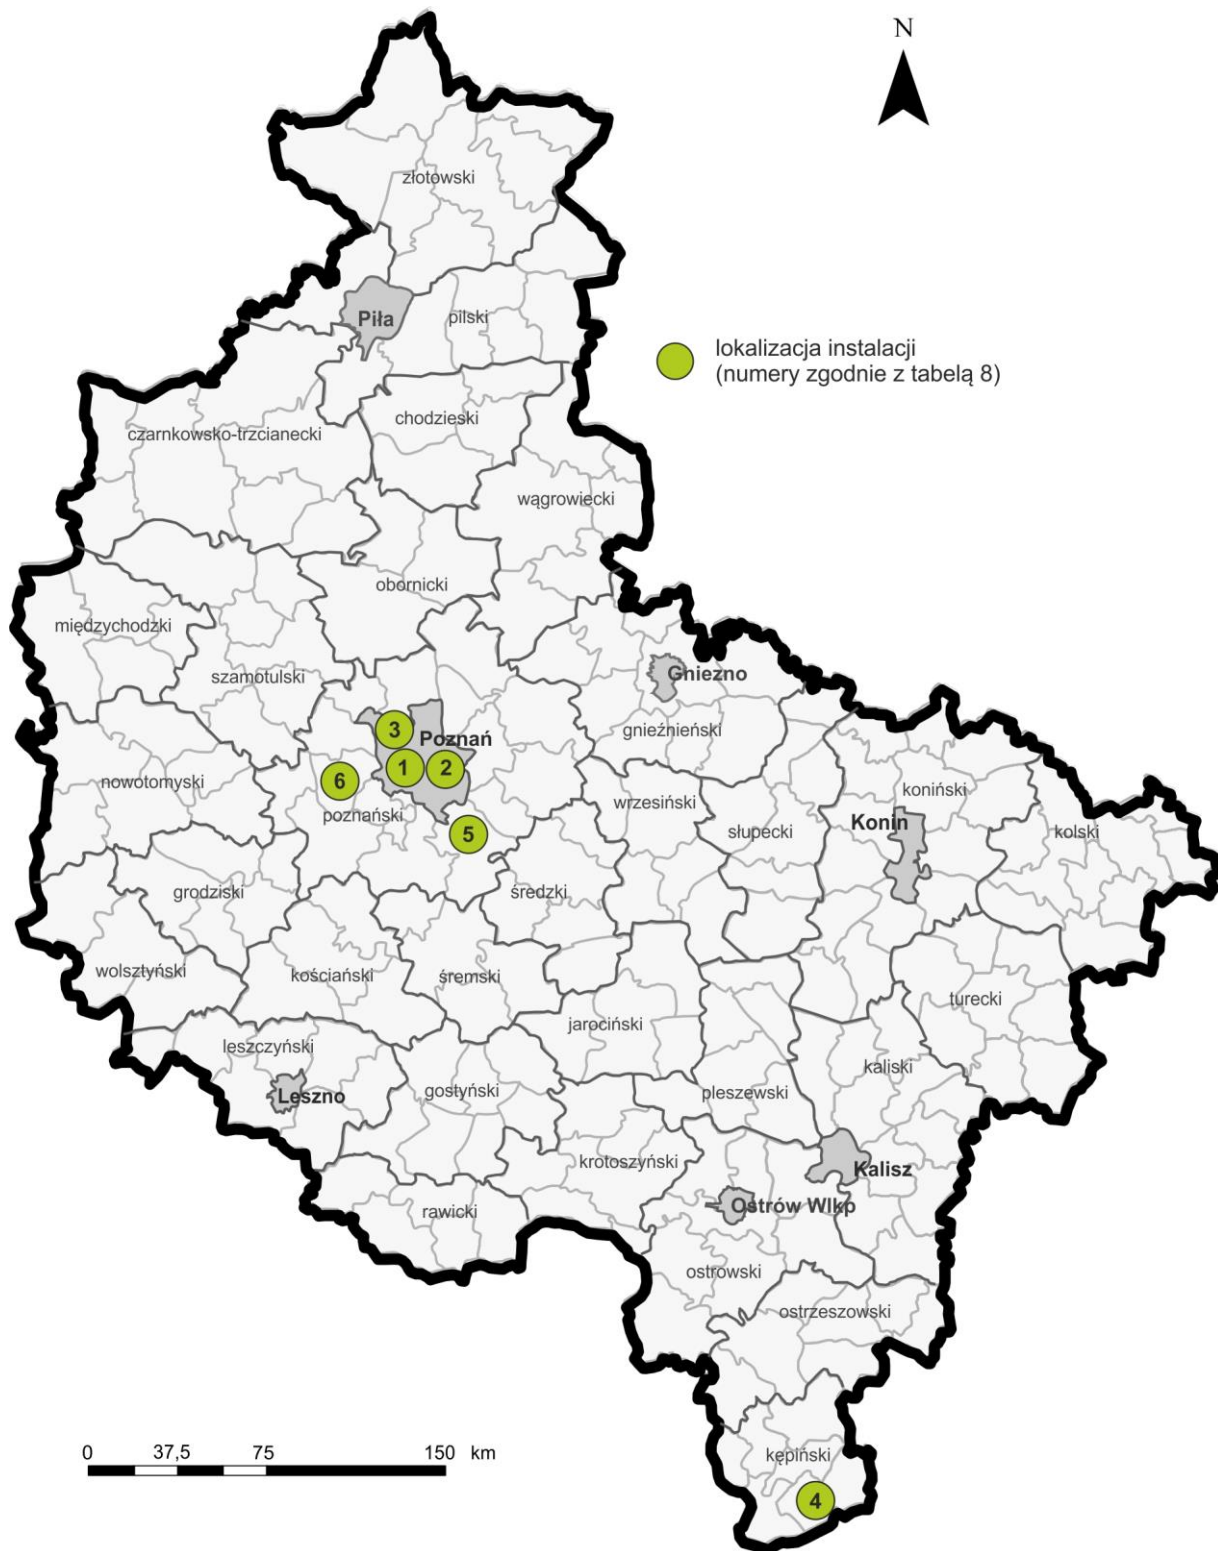 N
złotowski
Piła
pilski
lokalizacja instalacji
(numery zgodnie z tabelą 8)
chodzieski
czarnkowsko-trzcianecki
wągrowiecki
obornicki
międzychodzki
szamotulski
Gniezno
gnieźnieński
3
Poznań
1
2
6
nowotomyski
poznański
5
wrzesiński
słupecki
Konin
koniński
kolski
grodziski
średzki
wolsztyński
kościański
śremski
turecki
jarociński
leszczyński
kaliski
Leszno
gostyński
pleszewski
krotoszyński
Kalisz
Ostrów Wlkp
rawicki
ostrowski
ostrzeszowski
0 37,5 75 150 km
kępiński
4